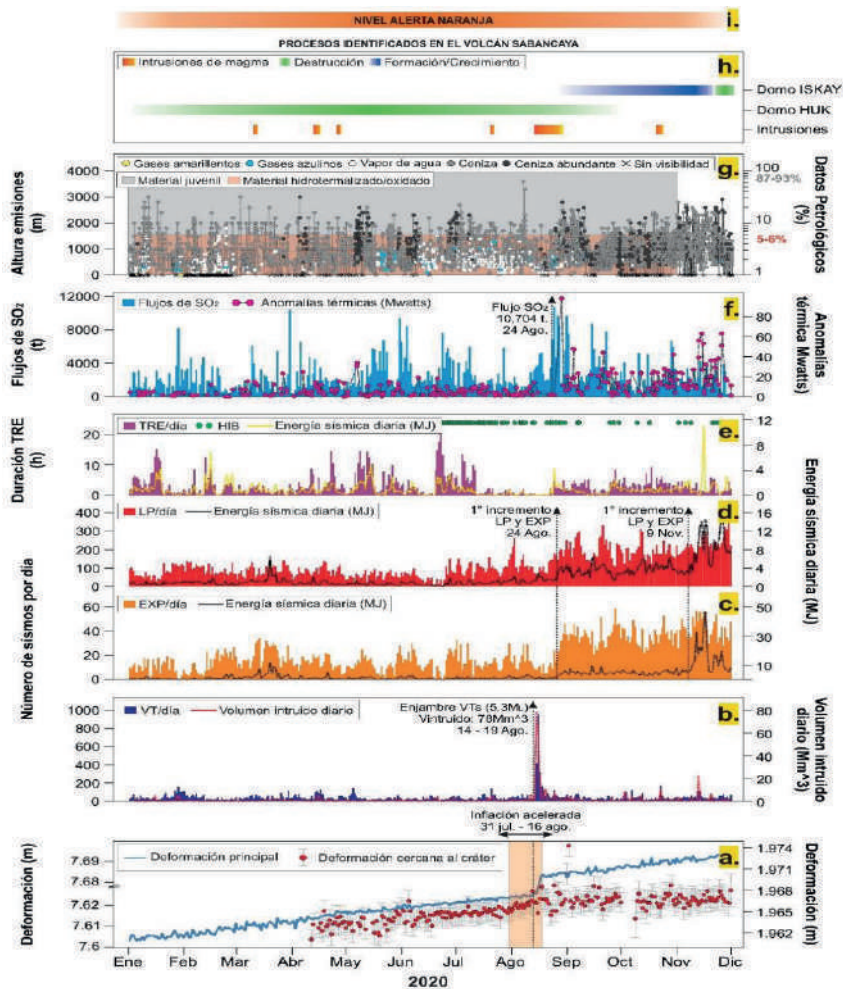 NIVEL ALERTA NARANJA
i.
PROCESOS IDENTIFICADOS EN EL VOLCÁN SABANCAYA
Intrusiones de magma Destrucción Formación/Crecimiento
h.
Domo ISKAY
Domo HUK
Intrusiones
Gases amarillentos Gases azulinos Vapor de agua Ceniza Ceniza abundante Sin visibilidad
Material juvenil Material hidrotermalizado/oxidado
g.
Altura emisiones (m)
4000
3000
2000
1000
0
100
87-93%
10
5-6%
1
Datos Petrológicos (%)
Flujos de SO₂ Anomalías térmicas (Mwatts)
Flujo SO₂
10,704 t.
24 Ago.
f.
Flujos de SO₂ (t)
12000
8000
4000
0
80
60
40
20
0
Anomalías térmica Mwatts
TRE/día HIB Energía sísmica diaria (MJ)
e.
Duración TRE (h)
20
10
0
12
8
4
0
LP/día Energía sísmica diaria (MJ)
1° incremento
LP y EXP
24 Ago.
1° incremento
LP y EXP
9 Nov.
d.
400
300
200
100
0
16
12
8
4
0
Energía sísmica diaria (MJ)
EXP/día Energía sísmica diaria (MJ)
c.
60
40
20
0
50
30
10
Número de sismos por día
VT/día Volumen intruido diario
Enjambre VTs (5.3ML)
Vintruido: 78Mm^3
14 - 19 Ago.
b.
1000
800
600
400
200
0
80
60
40
20
0
Volumen intruido diario (Mm^3)
Inflación acelerada
31 jul. - 16 ago.
Deformación principal Deformación cercana al cráter
a.
Deformación (m)
7.69
7.68
7.62
7.61
7.6
1.974
1.971
1.968
1.965
1.962
Deformación (m)
Ene Feb Mar Abr May Jun Jul Ago Sep Oct Nov Dic
2020